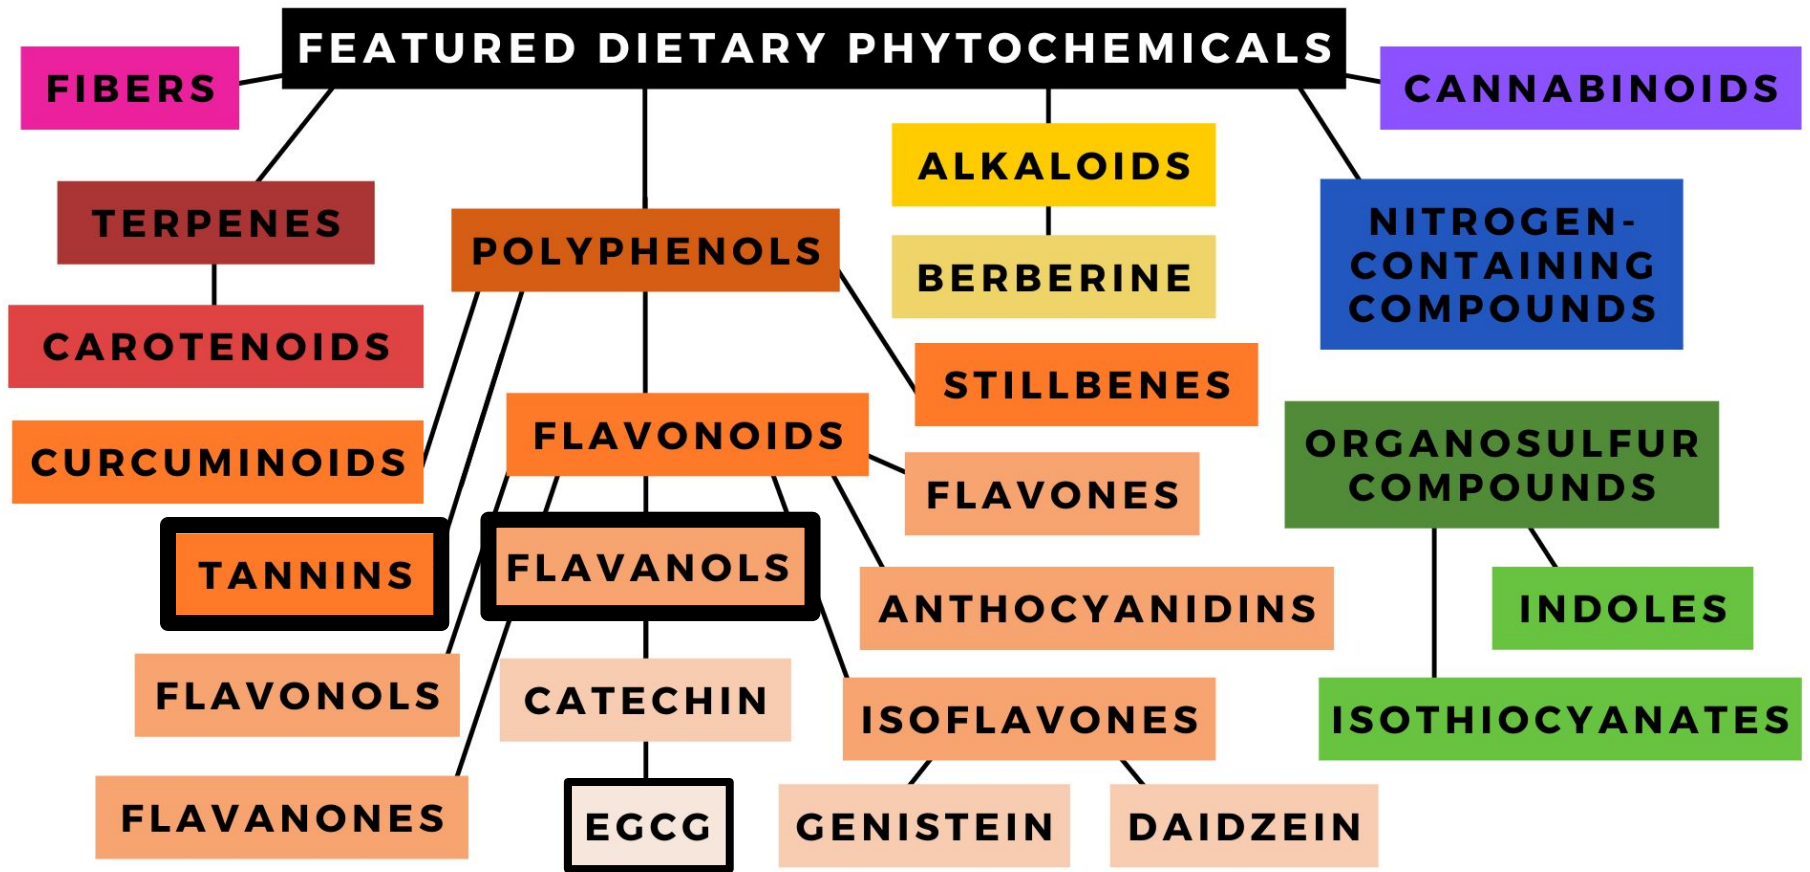 FEATURED DIETARY PHYTOCHEMICALS
FIBERS
CANNABINOIDS
ALKALOIDS
TERPENES
POLYPHENOLS
NITROGEN-
CONTAINING
COMPOUNDS
BERBERINE
CAROTENOIDS
STILLBENES
CURCUMINOIDS
FLAVONOIDS
ORGANOSULFUR
COMPOUNDS
FLAVONES
TANNINS
FLAVANOLS
ANTHOCYANIDINS
INDOLES
FLAVONOLS
CATECHIN
ISOFLAVONES
ISOTHIOCYANATES
FLAVANONES
EGCG
GENISTEIN
DAIDZEIN